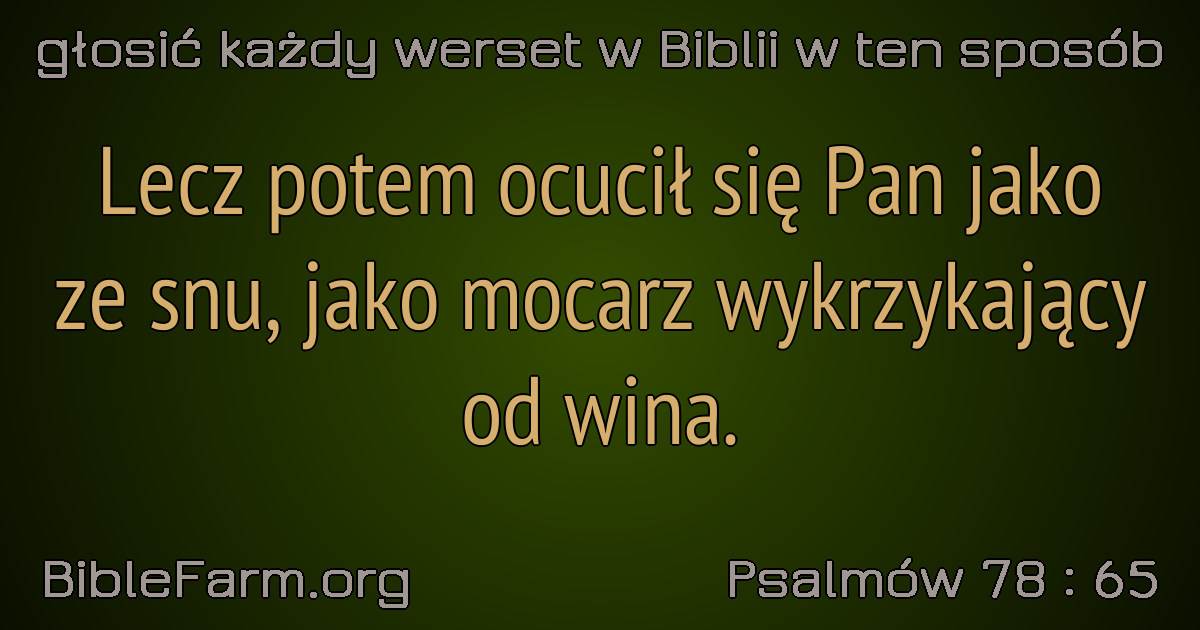 głosić każdy werset w Biblii w ten sposób
Lecz potem ocucił się Pan jako
ze snu, jako mocarz wykrzykający
od wina.
BibleFarm.org
Psalmów 78 : 65